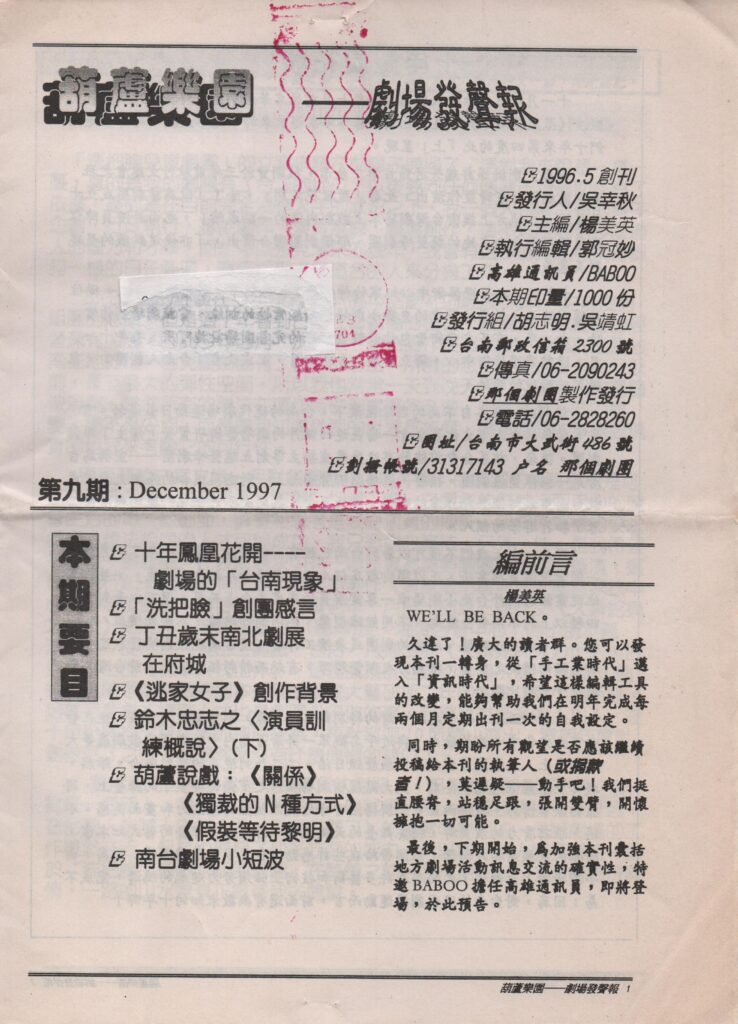 葫蘆樂園
——劇場發聲報
1996.5 創刊
發行人/吳幸秋
主編/楊美英
執行編輯/郭冠妙
高雄通訊員/BABOO
本期印量/1000 份
發行組/胡志明.吳靖虹
台南郵政信箱 2300 號
傳真/06-2090243
那個劇團製作發行
電話/06-2828260
團址/台南市大武街 486 號
劃撥帳號/31317143 戶名 那個劇團
第九期 : December 1997
本期要目
十年鳳凰花開----
劇場的「台南現象」
「洗把臉」創團感言
丁丑歲末南北劇展
在府城
《逃家女子》創作背景
鈴木忠志之〈演員訓
練概說〉(下)
葫蘆說戲：《關係》
《獨裁的 N 種方式》
《假裝等待黎明》
南台劇場小短波
編前言
楊美英
WE'LL BE BACK。
久違了！廣大的讀者群。您可以發
現本刊一轉身，從「手工業時代」邁
入「資訊時代」，希望這樣編輯工具
的改變，能夠幫助我們在明年完成每
兩個月定期出刊一次的自我設定。
同時，期盼所有觀望是否應該繼續
投稿給本刊的執筆人（或捐款
者！），莫遲疑——動手吧！我們挺
直腰脊，站穩足跟，張開雙臂，開懷
擁抱一切可能。
最後，下期開始，為加強本刊囊括
地方劇場活動訊息交流的確實性，特
邀 BABOO 擔任高雄通訊員，即將登
場，於此預告。
704
葫蘆樂園——劇場發聲報 1